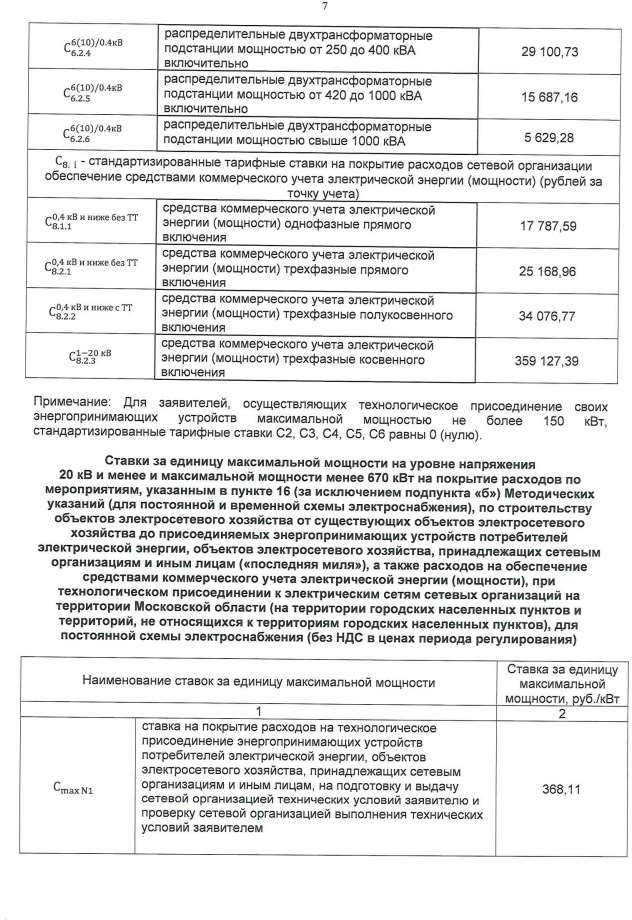 7
C6(10)/0.4кВ 6.2.4
распределительные двухтрансформаторные
подстанции мощностью от 250 до 400 кВА
включительно
29 100,73
C6(10)/0.4кВ 6.2.5
распределительные двухтрансформаторные
подстанции мощностью от 420 до 1000 кВА
включительно
15 687,16
C6(10)/0.4кВ 6.2.6
распределительные двухтрансформаторные
подстанции мощностью свыше 1000 кВА
5 629,28
C8. i - стандартизированные тарифные ставки на покрытие расходов сетевой организации
обеспечение средствами коммерческого учета электрической энергии (мощности) (рублей за
точку учета)
C0,4 кВ и ниже без ТТ 8.1.1
средства коммерческого учета электрической
энергии (мощности) однофазные прямого
включения
17 787,59
C0,4 кВ и ниже без ТТ 8.2.1
средства коммерческого учета электрической
энергии (мощности) трехфазные прямого
включения
25 168,96
C0,4 кВ и ниже с ТТ 8.2.2
средства коммерческого учета электрической
энергии (мощности) трехфазные полукосвенного
включения
34 076,77
C1−20 кВ 8.2.3
средства коммерческого учета электрической
энергии (мощности) трехфазные косвенного
включения
359 127,39
Примечание: Для заявителей, осуществляющих технологическое присоединение своих
энергопринимающих устройств максимальной мощностью не более 150 кВт,
стандартизированные тарифные ставки С2, С3, С4, С5, С6 равны 0 (нулю).
Ставки за единицу максимальной мощности на уровне напряжения
20 кВ и менее и максимальной мощности менее 670 кВт на покрытие расходов по
мероприятиям, указанным в пункте 16 (за исключением подпункта «б») Методических
указаний (для постоянной и временной схемы электроснабжения), по строительству
объектов электросетевого хозяйства от существующих объектов электросетевого
хозяйства до присоединяемых энергопринимающих устройств потребителей
электрической энергии, объектов электросетевого хозяйства, принадлежащих сетевым
организациям и иным лицам («последняя миля»), а также расходов на обеспечение
средствами коммерческого учета электрической энергии (мощности), при
технологическом присоединении к электрическим сетям сетевых организаций на
территории Московской области (на территории городских населенных пунктов и
территорий, не относящихся к территориям городских населенных пунктов), для
постоянной схемы электроснабжения (без НДС в ценах периода регулирования)
Наименование ставок за единицу максимальной мощности
Ставка за единицу
максимальной
мощности, руб./кВт
1
2
Cmax N1
ставка на покрытие расходов на технологическое
присоединение энергопринимающих устройств
потребителей электрической энергии, объектов
электросетевого хозяйства, принадлежащих сетевым
организациям и иным лицам, на подготовку и выдачу
сетевой организацией технических условий заявителю и
проверку сетевой организацией выполнения технических
условий заявителем
368,11